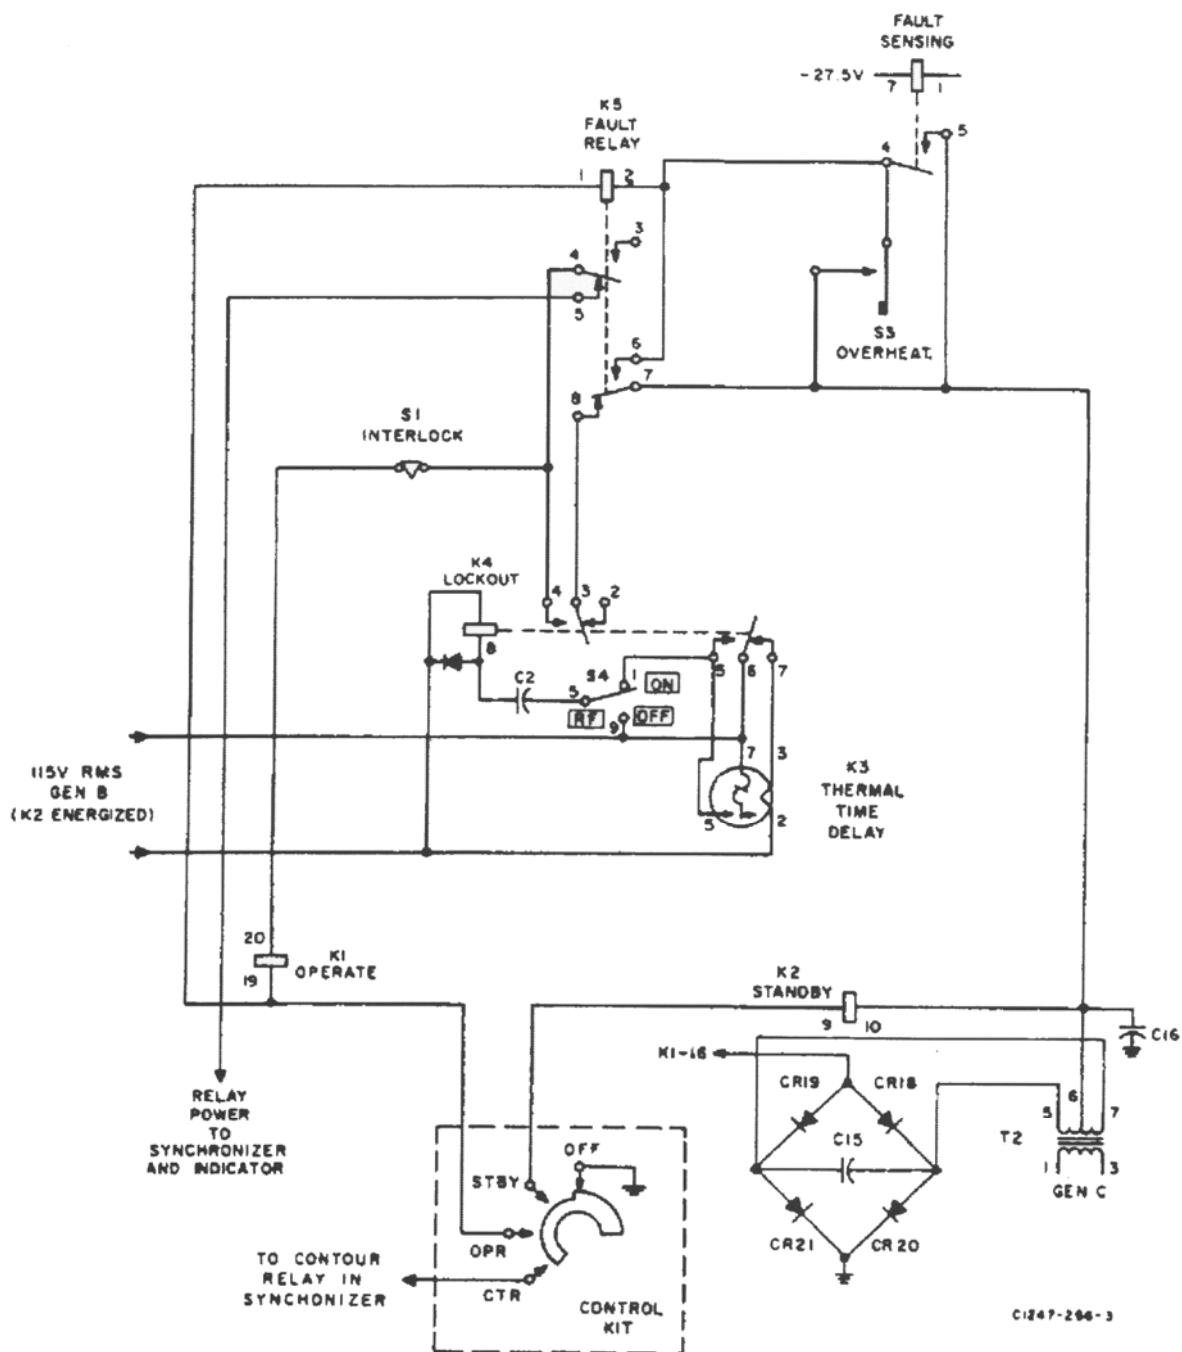 FAULT
SENSING
-27.5V
7
1
K5
FAULT
RELAY
5
4
1
2
3
4
5
S3
OVERHEAT.
6
7
8
S1
INTERLOCK
K4
LOCKOUT
4
3
2
8
C2
S4
1
ON
5
6
7
5
RF
OFF
9
7
3
115V RMS
GEN B
(K2 ENERGIZED)
K3
THERMAL
TIME
DELAY
5
2
20
K1
OPERATE
19
K2
STANDBY
9
10
C16
K1-16
RELAY
POWER
TO
SYNCHRONIZER
AND INDICATOR
CR19
CR18
5
6
7
C15
T2
1
3
GEN C
OFF
STBY
CR21
CR20
OPR
TO CONTOUR
RELAY IN
SYNCHONIZER
CTR
CONTROL
KIT
C1247-296-3